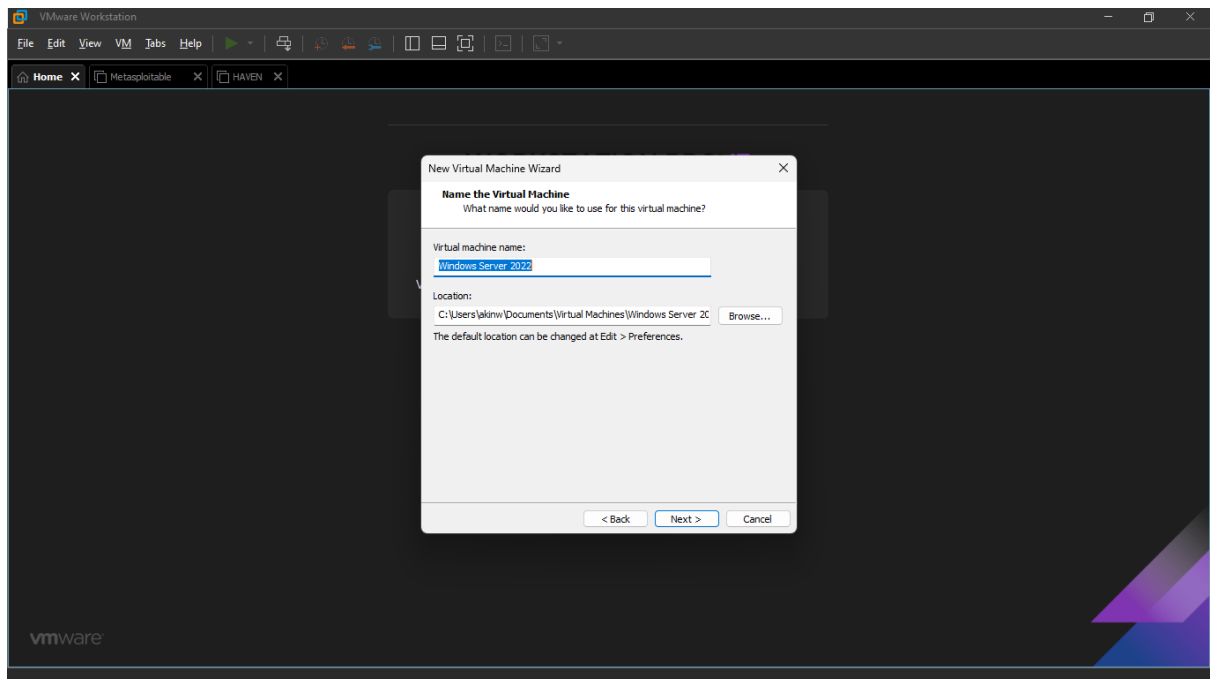 VMware Workstation
File Edit View VM Tabs Help
Home Metasploitable HAVEN
New Virtual Machine Wizard
Name the Virtual Machine
What name would you like to use for this virtual machine?
Virtual machine name:
Windows Server 2022
Location:
C:\Users\akinw\Documents\Virtual Machines\Windows Server 20
Browse...
The default location can be changed at Edit > Preferences.
< Back Next > Cancel
vmware